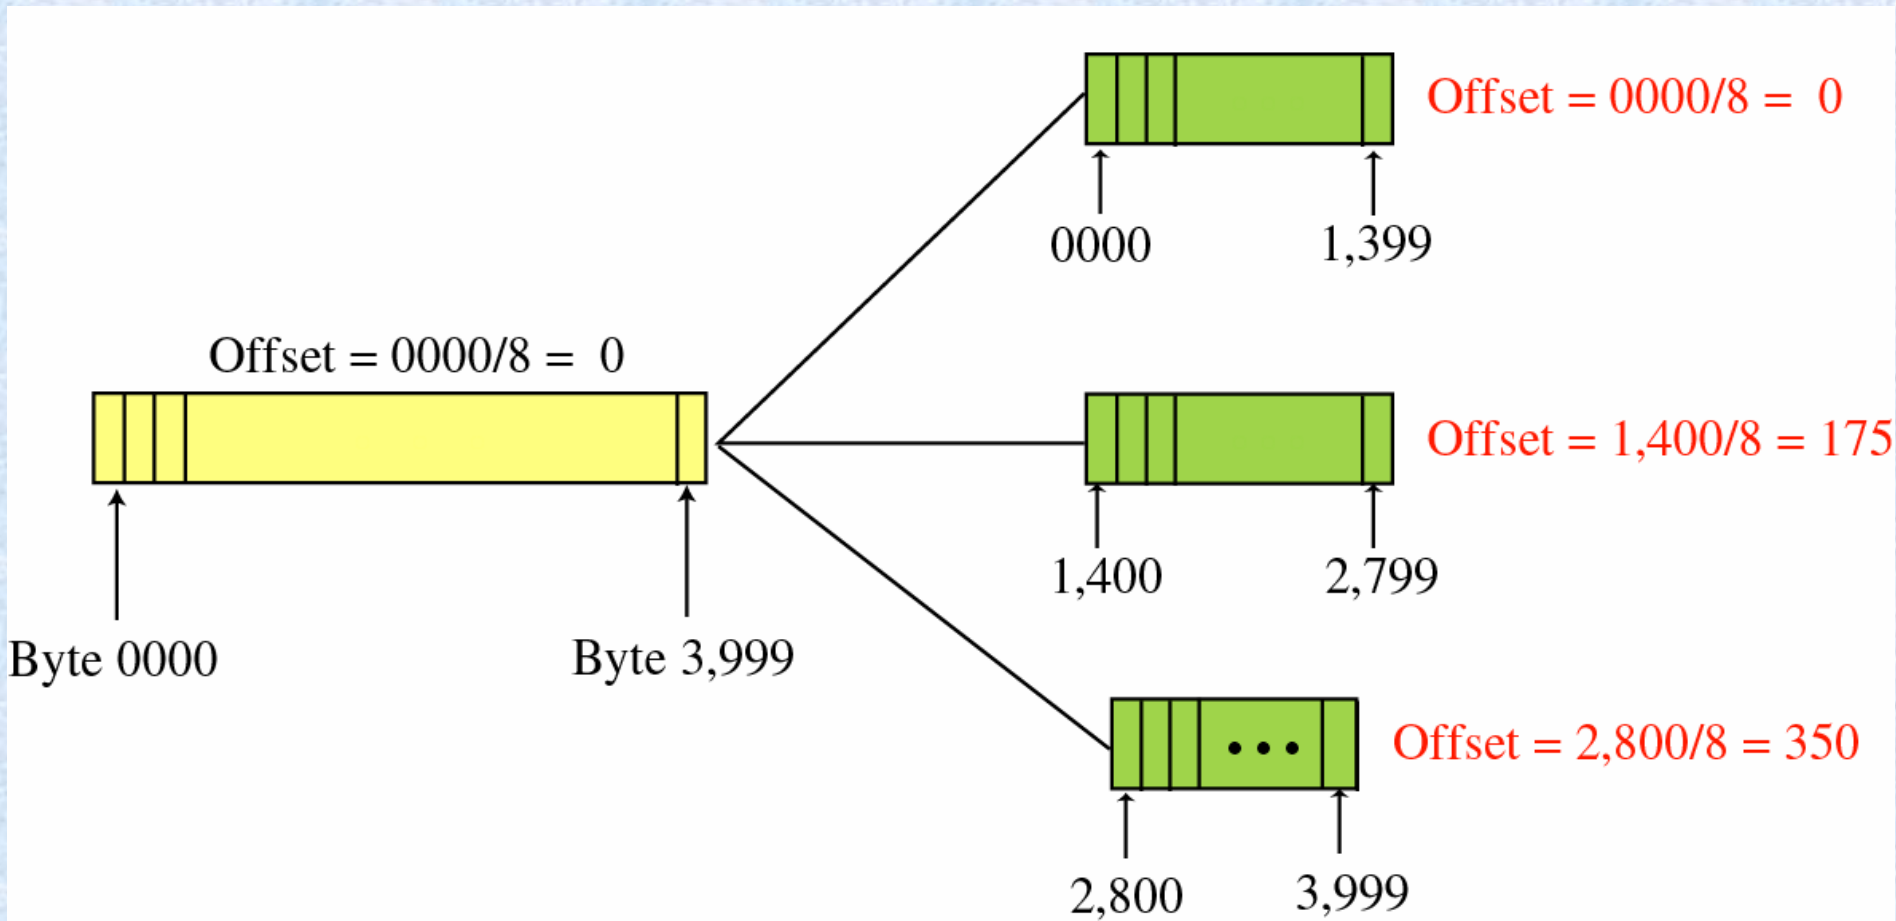 Offset = 0000/8 = 0
0000 1,399
Offset = 0000/8 = 0
Byte 0000 Byte 3,999
Offset = 1,400/8 = 175
1,400 2,799
Offset = 2,800/8 = 350
2,800 3,999